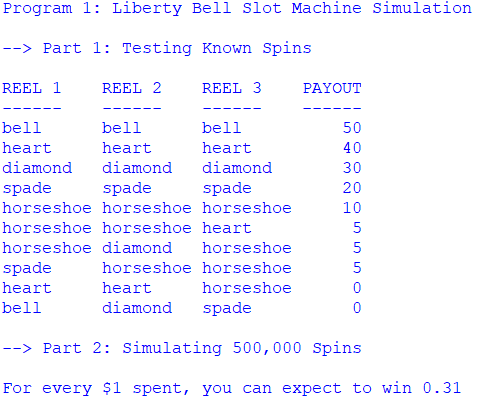 Program 1: Liberty Bell Slot Machine Simulation
--> Part 1: Testing Known Spins
REEL 1    REEL 2    REEL 3    PAYOUT
------    ------    ------    ------
bell      bell      bell          50
heart     heart     heart         40
diamond   diamond   diamond       30
spade     spade     spade         20
horseshoe horseshoe horseshoe     10
horseshoe horseshoe heart          5
horseshoe diamond   horseshoe      5
spade     horseshoe horseshoe      5
heart     heart     horseshoe      0
bell      diamond   spade          0
--> Part 2: Simulating 500,000 Spins
For every $1 spent, you can expect to win 0.31